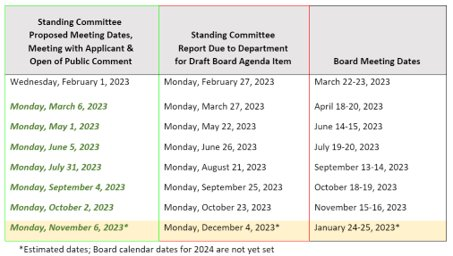 Standing Committee
Proposed Meeting Dates,
Meeting with Applicant &
Open of Public Comment
Standing Committee
Report Due to Department
for Draft Board Agenda Item
Board Meeting Dates
Wednesday, February 1, 2023 Monday, February 27, 2023 March 22-23, 2023
Monday, March 6, 2023 Monday, March 27, 2023 April 18-20, 2023
Monday, May 1, 2023 Monday, May 22, 2023 June 14-15, 2023
Monday, June 5, 2023 Monday, June 26, 2023 July 19-20, 2023
Monday, July 31, 2023 Monday, August 21, 2023 September 13-14, 2023
Monday, September 4, 2023 Monday, September 25, 2023 October 18-19, 2023
Monday, October 2, 2023 Monday, October 23, 2023 November 15-16, 2023
Monday, November 6, 2023* Monday, December 4, 2023* January 24-25, 2023*
*Estimated dates; Board calendar dates for 2024 are not yet set